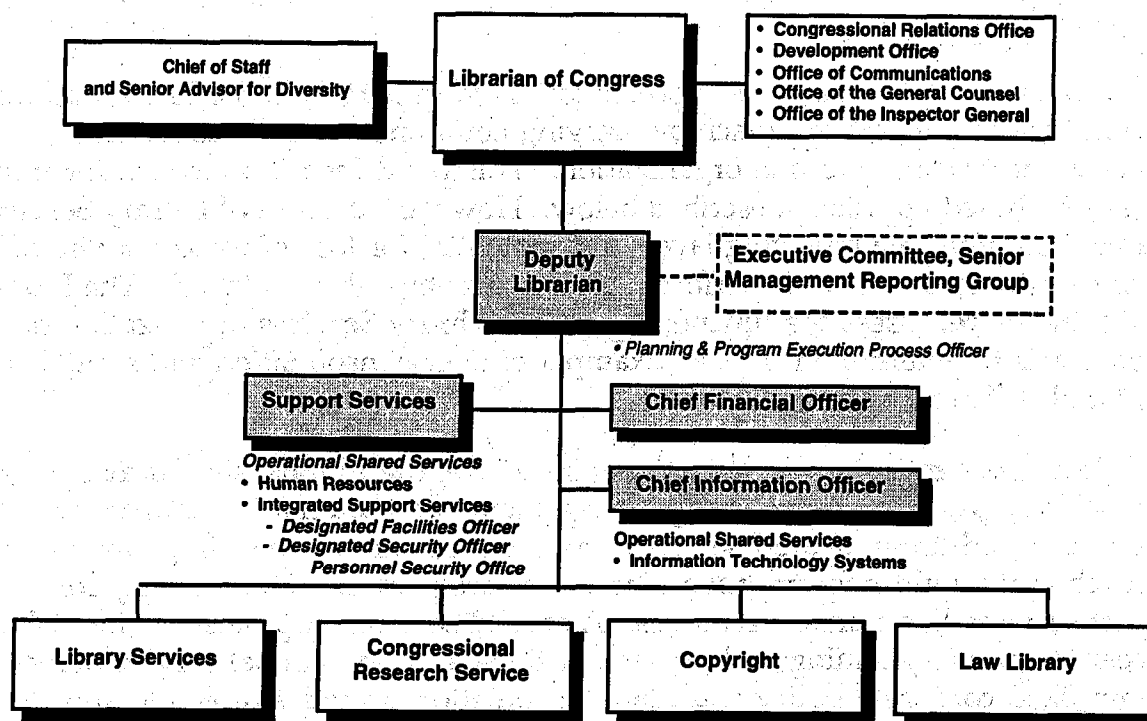 Chief of Staff
and Senior Advisor for Diversity
Librarian of Congress
• Congressional Relations Office
• Development Office
• Office of Communications
• Office of the General Counsel
• Office of the Inspector General
Deputy
Librarian
Executive Committee, Senior
Management Reporting Group
• Planning & Program Execution Process Officer
Support Services
Chief Financial Officer
Operational Shared Services
• Human Resources
• Integrated Support Services
- Designated Facilities Officer
- Designated Security Officer
Personnel Security Office
Chief Information Officer
Operational Shared Services
• Information Technology Systems
Library Services
Congressional
Research Service
Copyright
Law Library